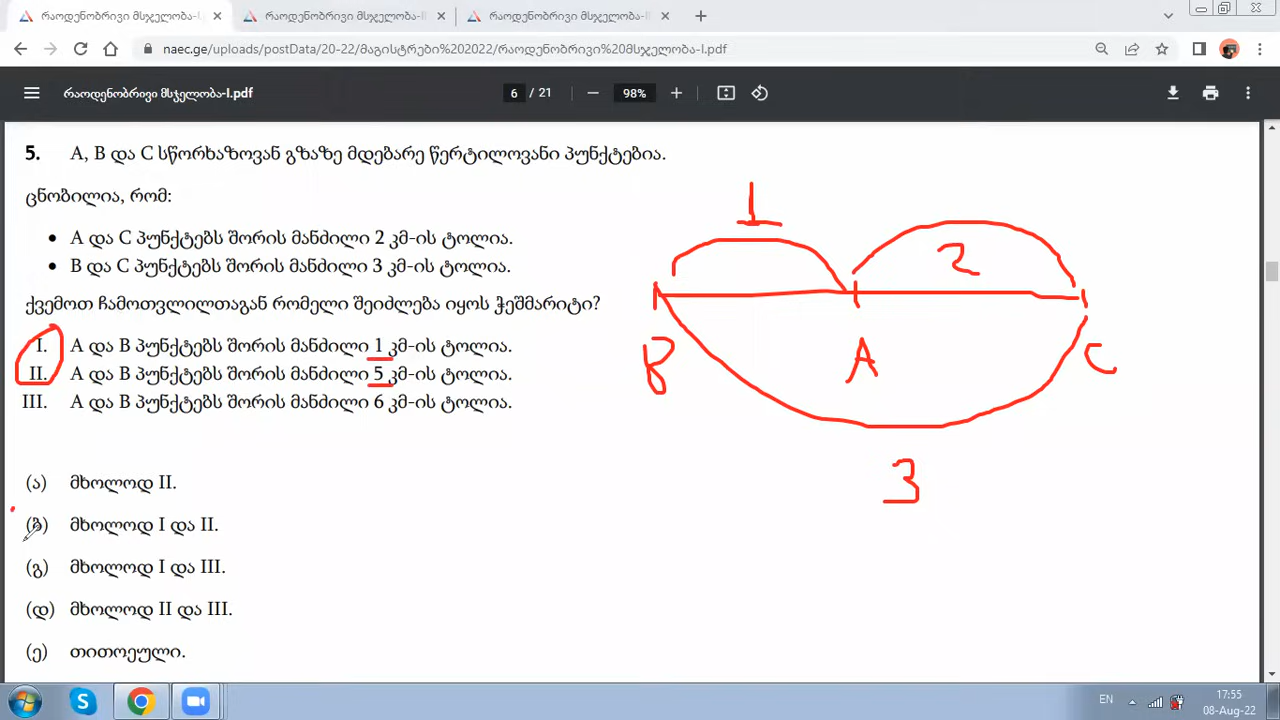 რაოდენობრივი მსჯელობა-I.
რაოდენობრივი მსჯელობა-II
რაოდენობრივი მსჯელობა-I
naec.ge/uploads/postData/20-22/მაგისტრები%202022/რაოდენობრივი%20მსჯელობა-I.pdf
რაოდენობრივი მსჯელობა-I.pdf
6 / 21
98%
5. A, B და C სწორხაზოვან გზაზე მდებარე წერტილოვანი პუნქტებია.
ცნობილია, რომ:
• A და C პუნქტებს შორის მანძილი 2 კმ-ის ტოლია.
• B და C პუნქტებს შორის მანძილი 3 კმ-ის ტოლია.
ქვემოთ ჩამოთვლილთაგან რომელი შეიძლება იყოს ჭეშმარიტი?
I. A და B პუნქტებს შორის მანძილი 1 კმ-ის ტოლია.
II. A და B პუნქტებს შორის მანძილი 5 კმ-ის ტოლია.
III. A და B პუნქტებს შორის მანძილი 6 კმ-ის ტოლია.
(ა) მხოლოდ II.
(ბ) მხოლოდ I და II.
(გ) მხოლოდ I და III.
(დ) მხოლოდ II და III.
(ე) თითოეული.
1
2
B A C
3
EN
17:55
08-Aug-22